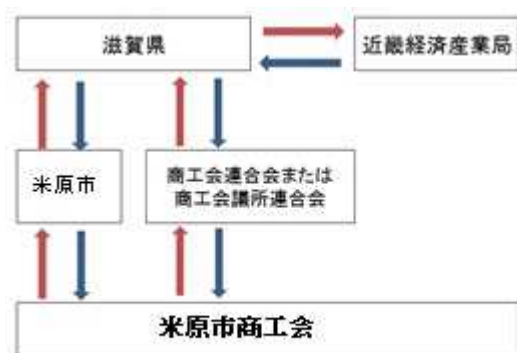 滋賀県
近畿経済産業局
米原市
商工会連合会または
商工会議所連合会
米原市商工会